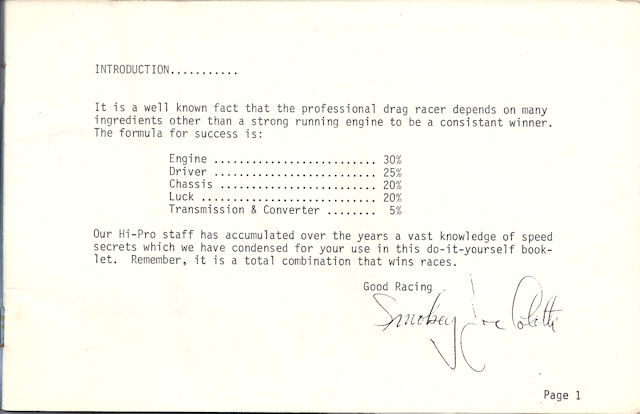 INTRODUCTION...........
It is a well known fact that the professional drag racer depends on many
ingredients other than a strong running engine to be a consistant winner.
The formula for success is:
Engine .......................... 30%
Driver .......................... 25%
Chassis ......................... 20%
Luck ............................ 20%
Transmission & Converter ........ 5%
Our Hi-Pro staff has accumulated over the years a vast knowledge of speed
secrets which we have condensed for your use in this do-it-yourself book-
let. Remember, it is a total combination that wins races.
Good Racing
Smokey Joe Coletti
Page 1